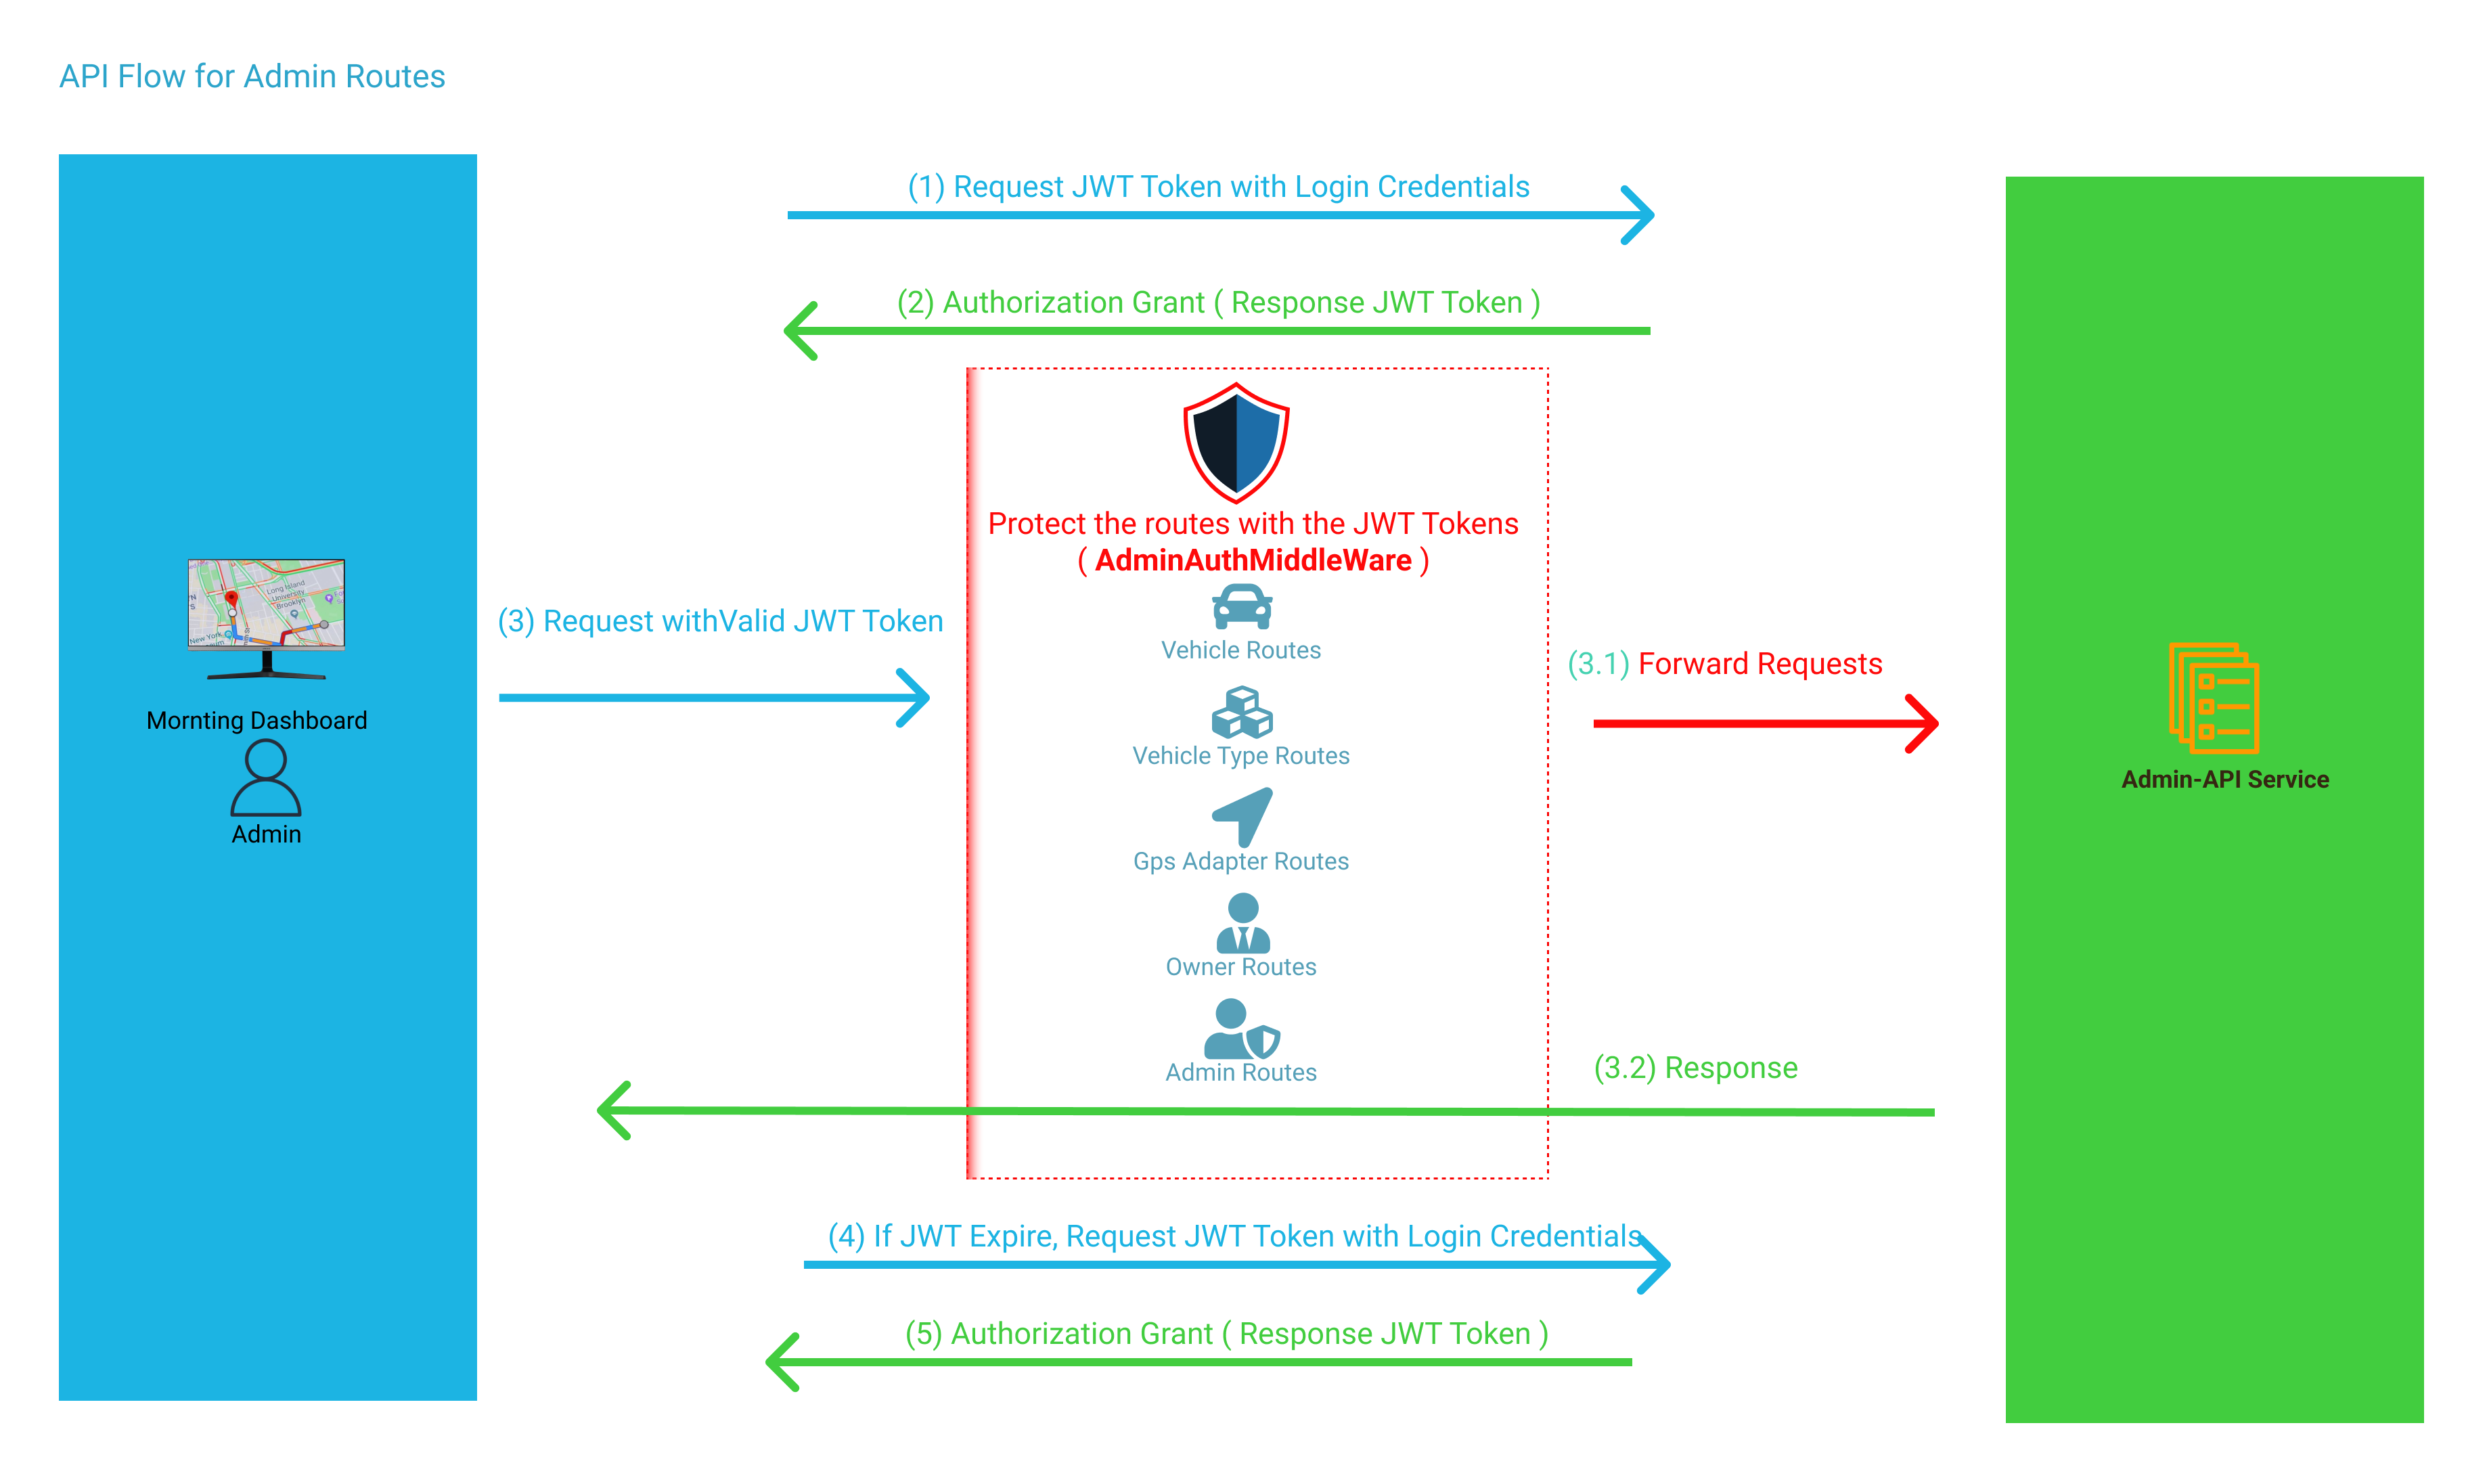 API Flow for Admin Routes
(1) Request JWT Token with Login Credentials
(2) Authorization Grant ( Response JWT Token )
Protect the routes with the JWT Tokens
( AdminAuthMiddleWare )
Long Island
University
Brooklyn
New York
Mornting Dashboard
Admin
(3) Request withValid JWT Token
Vehicle Routes
Vehicle Type Routes
Gps Adapter Routes
Owner Routes
Admin Routes
(3.1) Forward Requests
Admin-API Service
(3.2) Response
(4) If JWT Expire, Request JWT Token with Login Credentials
(5) Authorization Grant ( Response JWT Token )